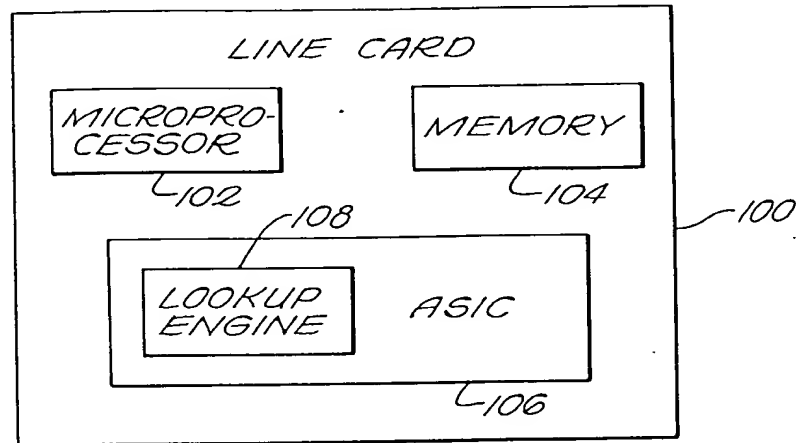 LINE CARD
MICROPRO-
CESSOR
102
MEMORY
104
100
108
LOOKUP
ENGINE
ASIC
106